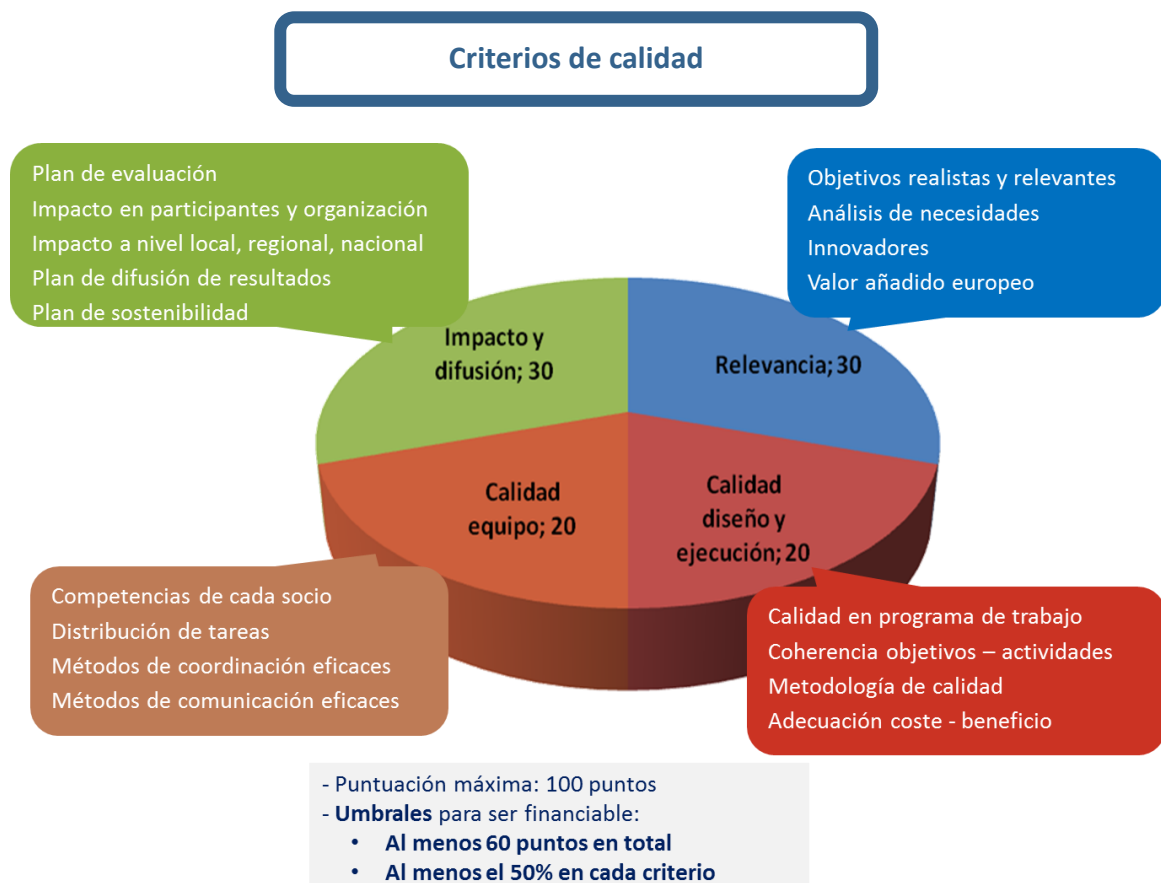 Criterios de calidad
Plan de evaluación
Impacto en participantes y organización
Impacto a nivel local, regional, nacional
Plan de difusión de resultados
Plan de sostenibilidad
Objetivos realistas y relevantes
Análisis de necesidades
Innovadores
Valor añadido europeo
Impacto y
difusión; 30
Relevancia; 30
Calidad
equipo; 20
Calidad
diseño y
ejecución; 20
Competencias de cada socio
Distribución de tareas
Métodos de coordinación eficaces
Métodos de comunicación eficaces
Calidad en programa de trabajo
Coherencia objetivos – actividades
Metodología de calidad
Adecuación coste - beneficio
- Puntuación máxima: 100 puntos
- Umbrales para ser financiable:
• Al menos 60 puntos en total
• Al menos el 50% en cada criterio